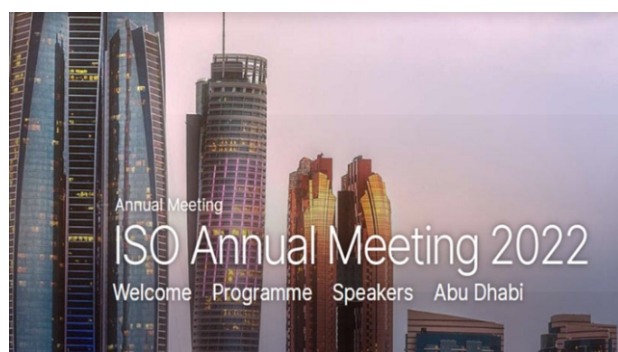 Annual Meeting
ISO Annual Meeting 2022
Welcome Programme Speakers Abu Dhabi